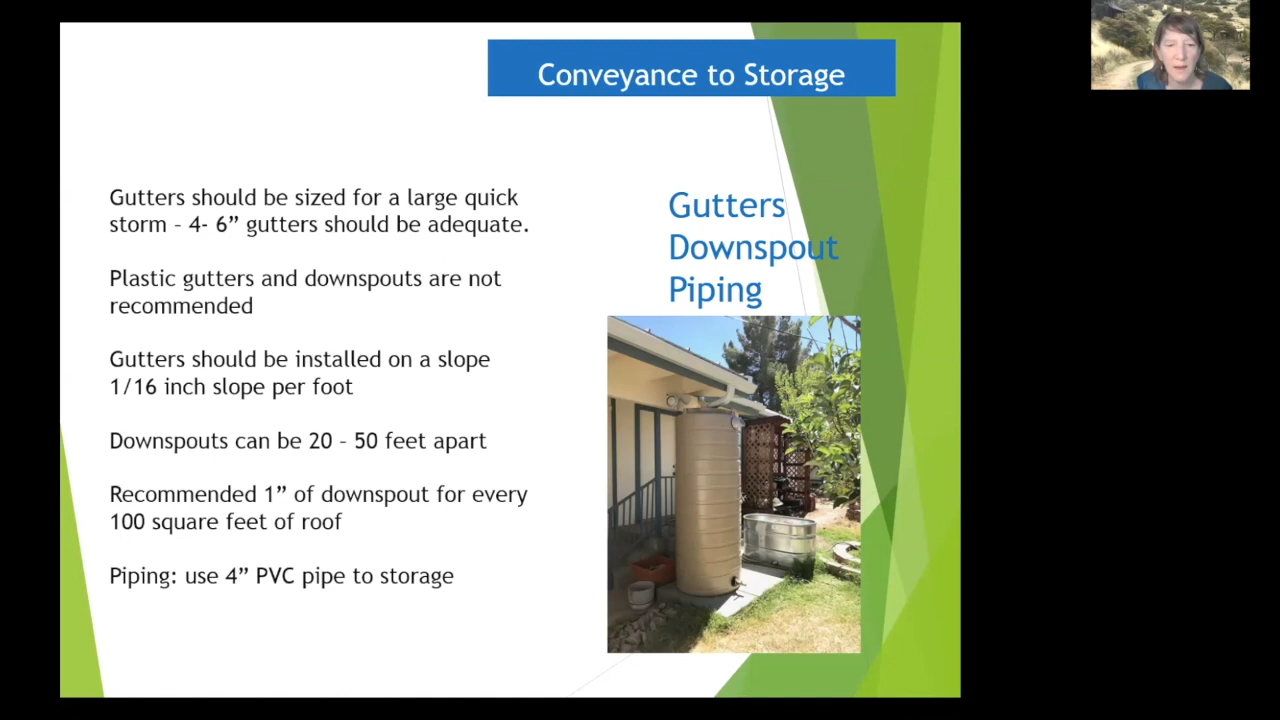 Conveyance to Storage
Gutters should be sized for a large quick
storm – 4- 6” gutters should be adequate.
Plastic gutters and downspouts are not
recommended
Gutters should be installed on a slope
1/16 inch slope per foot
Downspouts can be 20 – 50 feet apart
Recommended 1” of downspout for every
100 square feet of roof
Piping: use 4” PVC pipe to storage
Gutters
Downspout
Piping